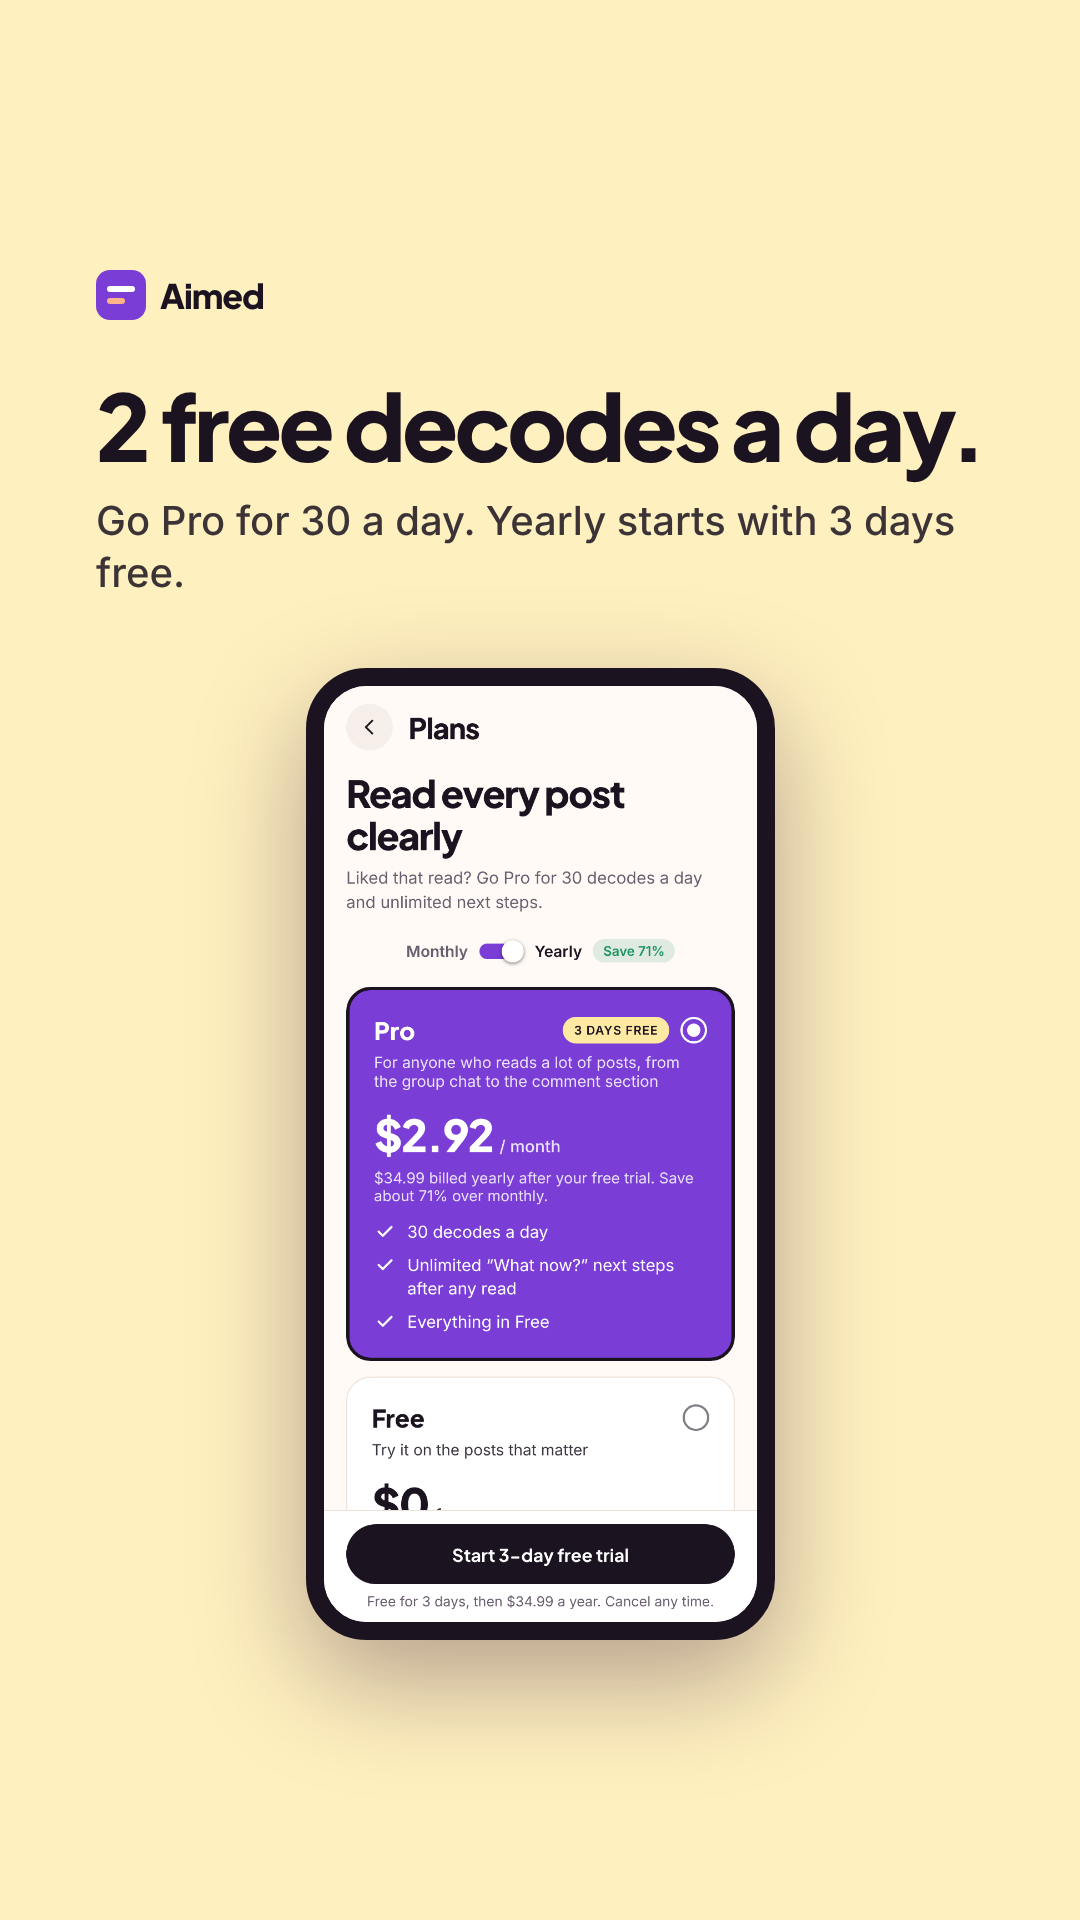 Aimed
2 free decodes a day.
Go Pro for 30 a day. Yearly starts with 3 days
free.
Plans
Read every post
clearly
Liked that read? Go Pro for 30 decodes a day
and unlimited next steps.
Monthly Yearly Save 71%
Pro 3 DAYS FREE
For anyone who reads a lot of posts, from
the group chat to the comment section
$2.92 / month
$34.99 billed yearly after your free trial. Save
about 71% over monthly.
30 decodes a day
Unlimited "What now?" next steps
after any read
Everything in Free
Free
Try it on the posts that matter
$0
Start 3-day free trial
Free for 3 days, then $34.99 a year. Cancel any time.